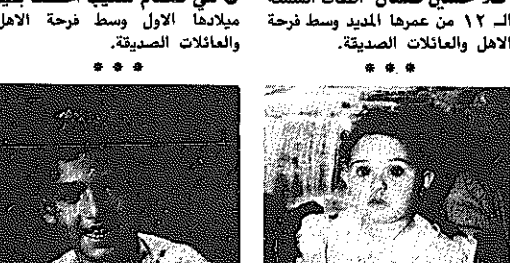 الـ ١٢ من عمرها المديد وسط فرحة
الاهل والعائلات الصديقة.
* * *
ميلادها الاول وسط فرحة الاهل
والعائلات الصديقة.
* * *